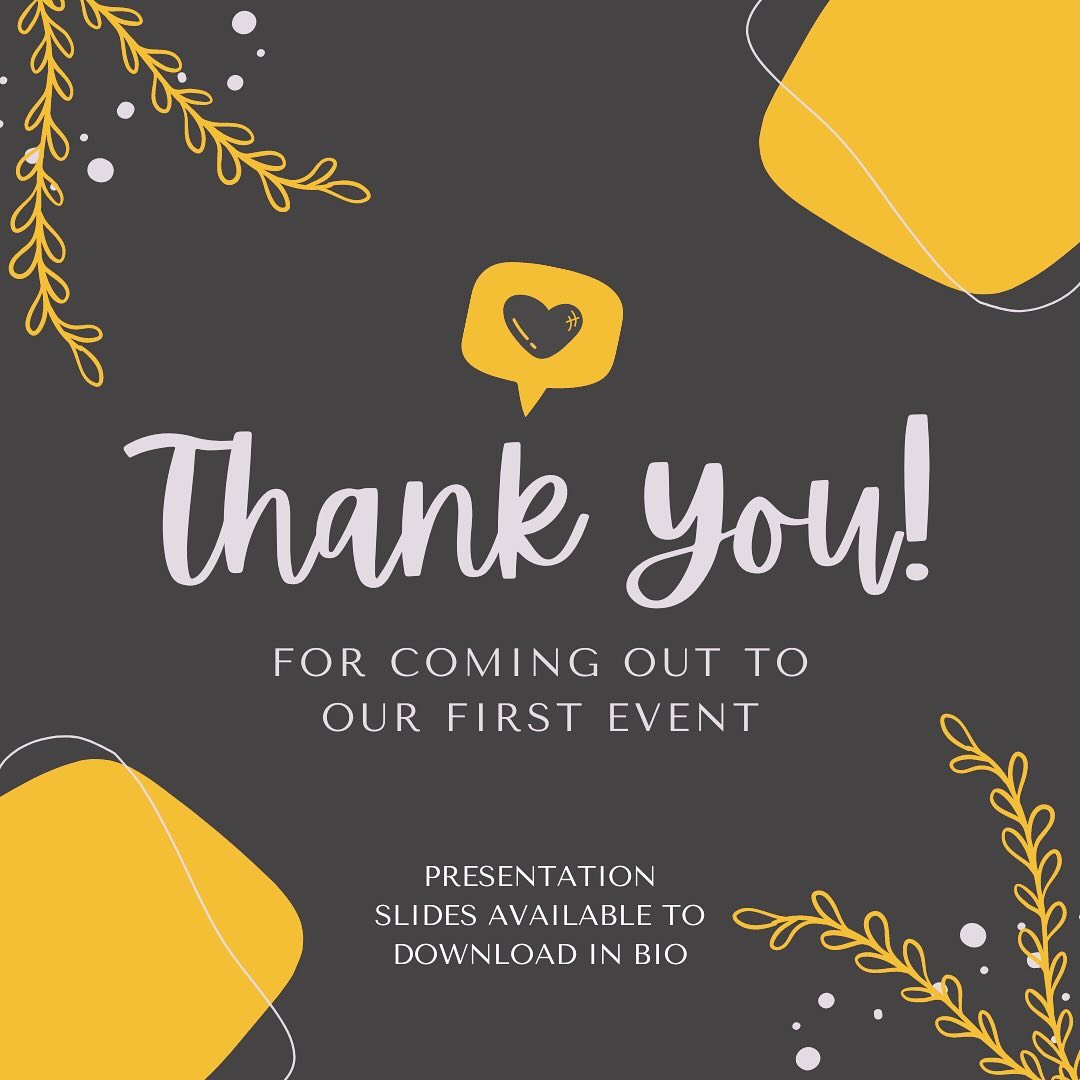 Thank You!
FOR COMING OUT TO
OUR FIRST EVENT
PRESENTATION
SLIDES AVAILABLE TO
DOWNLOAD IN BIO